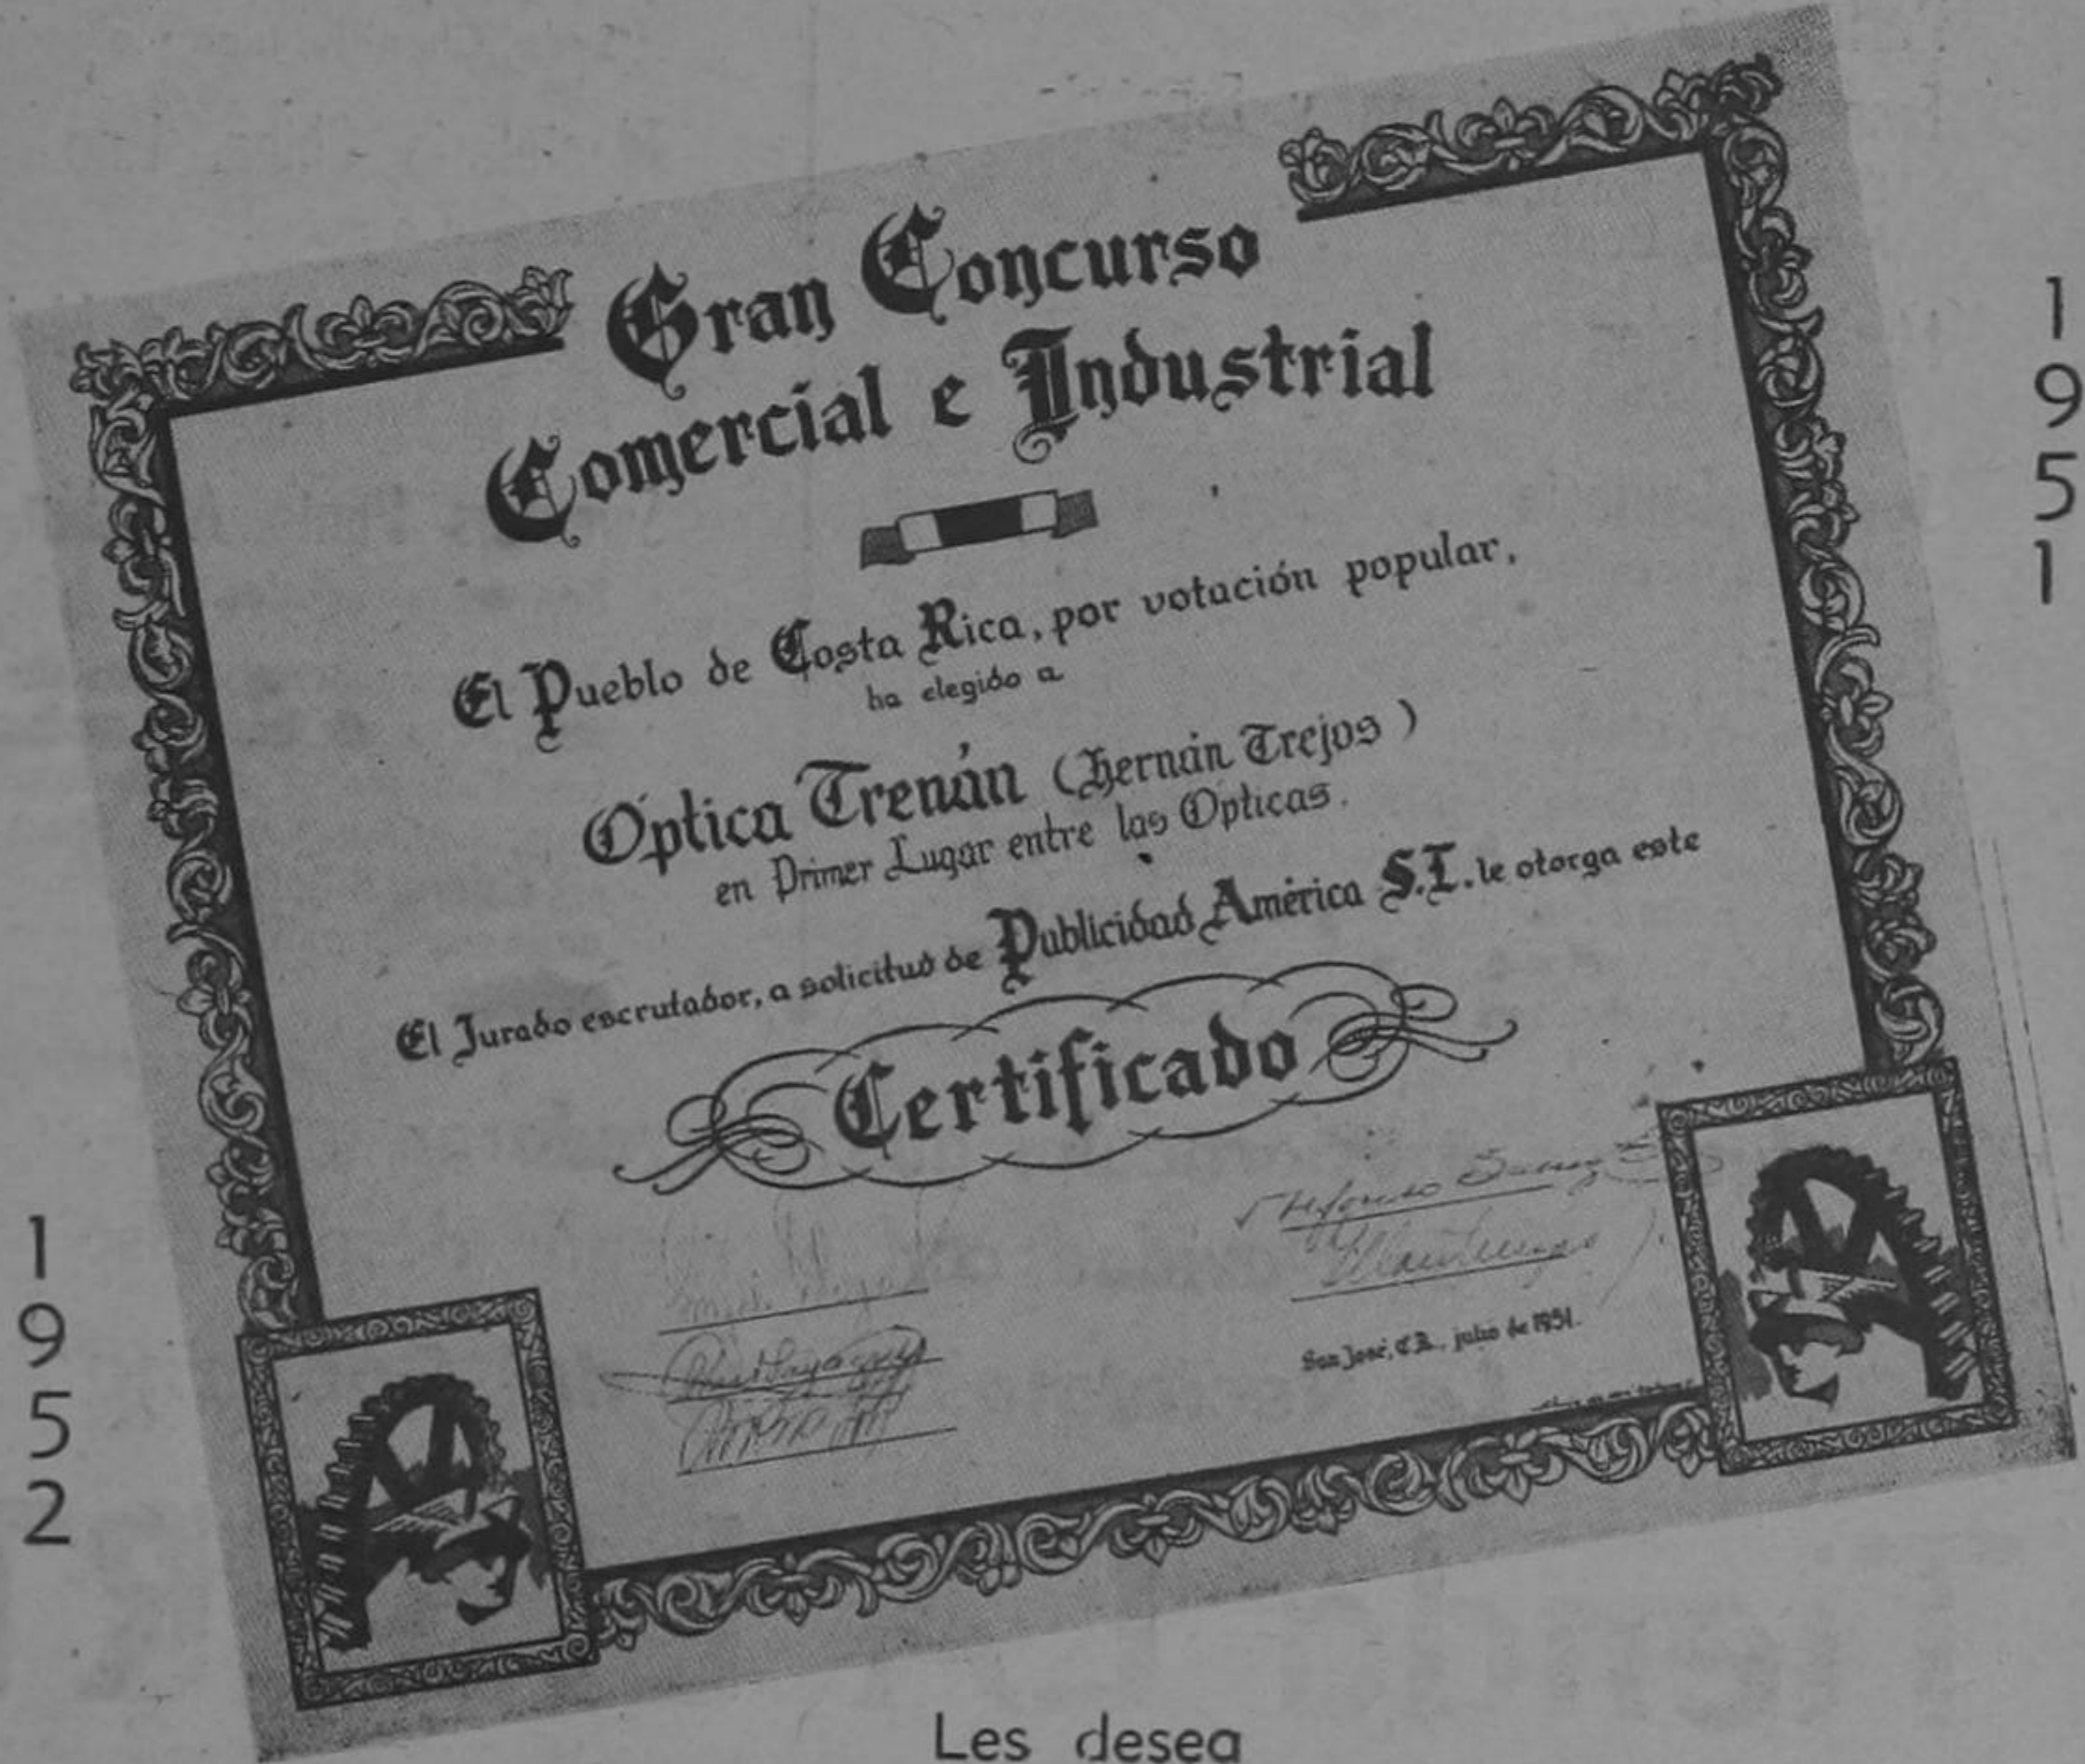 Gran Concurso
Comercial e Industrial
El Pueblo de Costa Rica, por votación popular,
ha elegido a
Optica Trenán (Hernán Trejos)
en Primer Lugar entre las Opticas.
El Jurado escrutador, a solicitud de Publicidad América S.I. le otorga este
Certificado
San José, C.R., julio de 1951.
1951
1952
Les desea